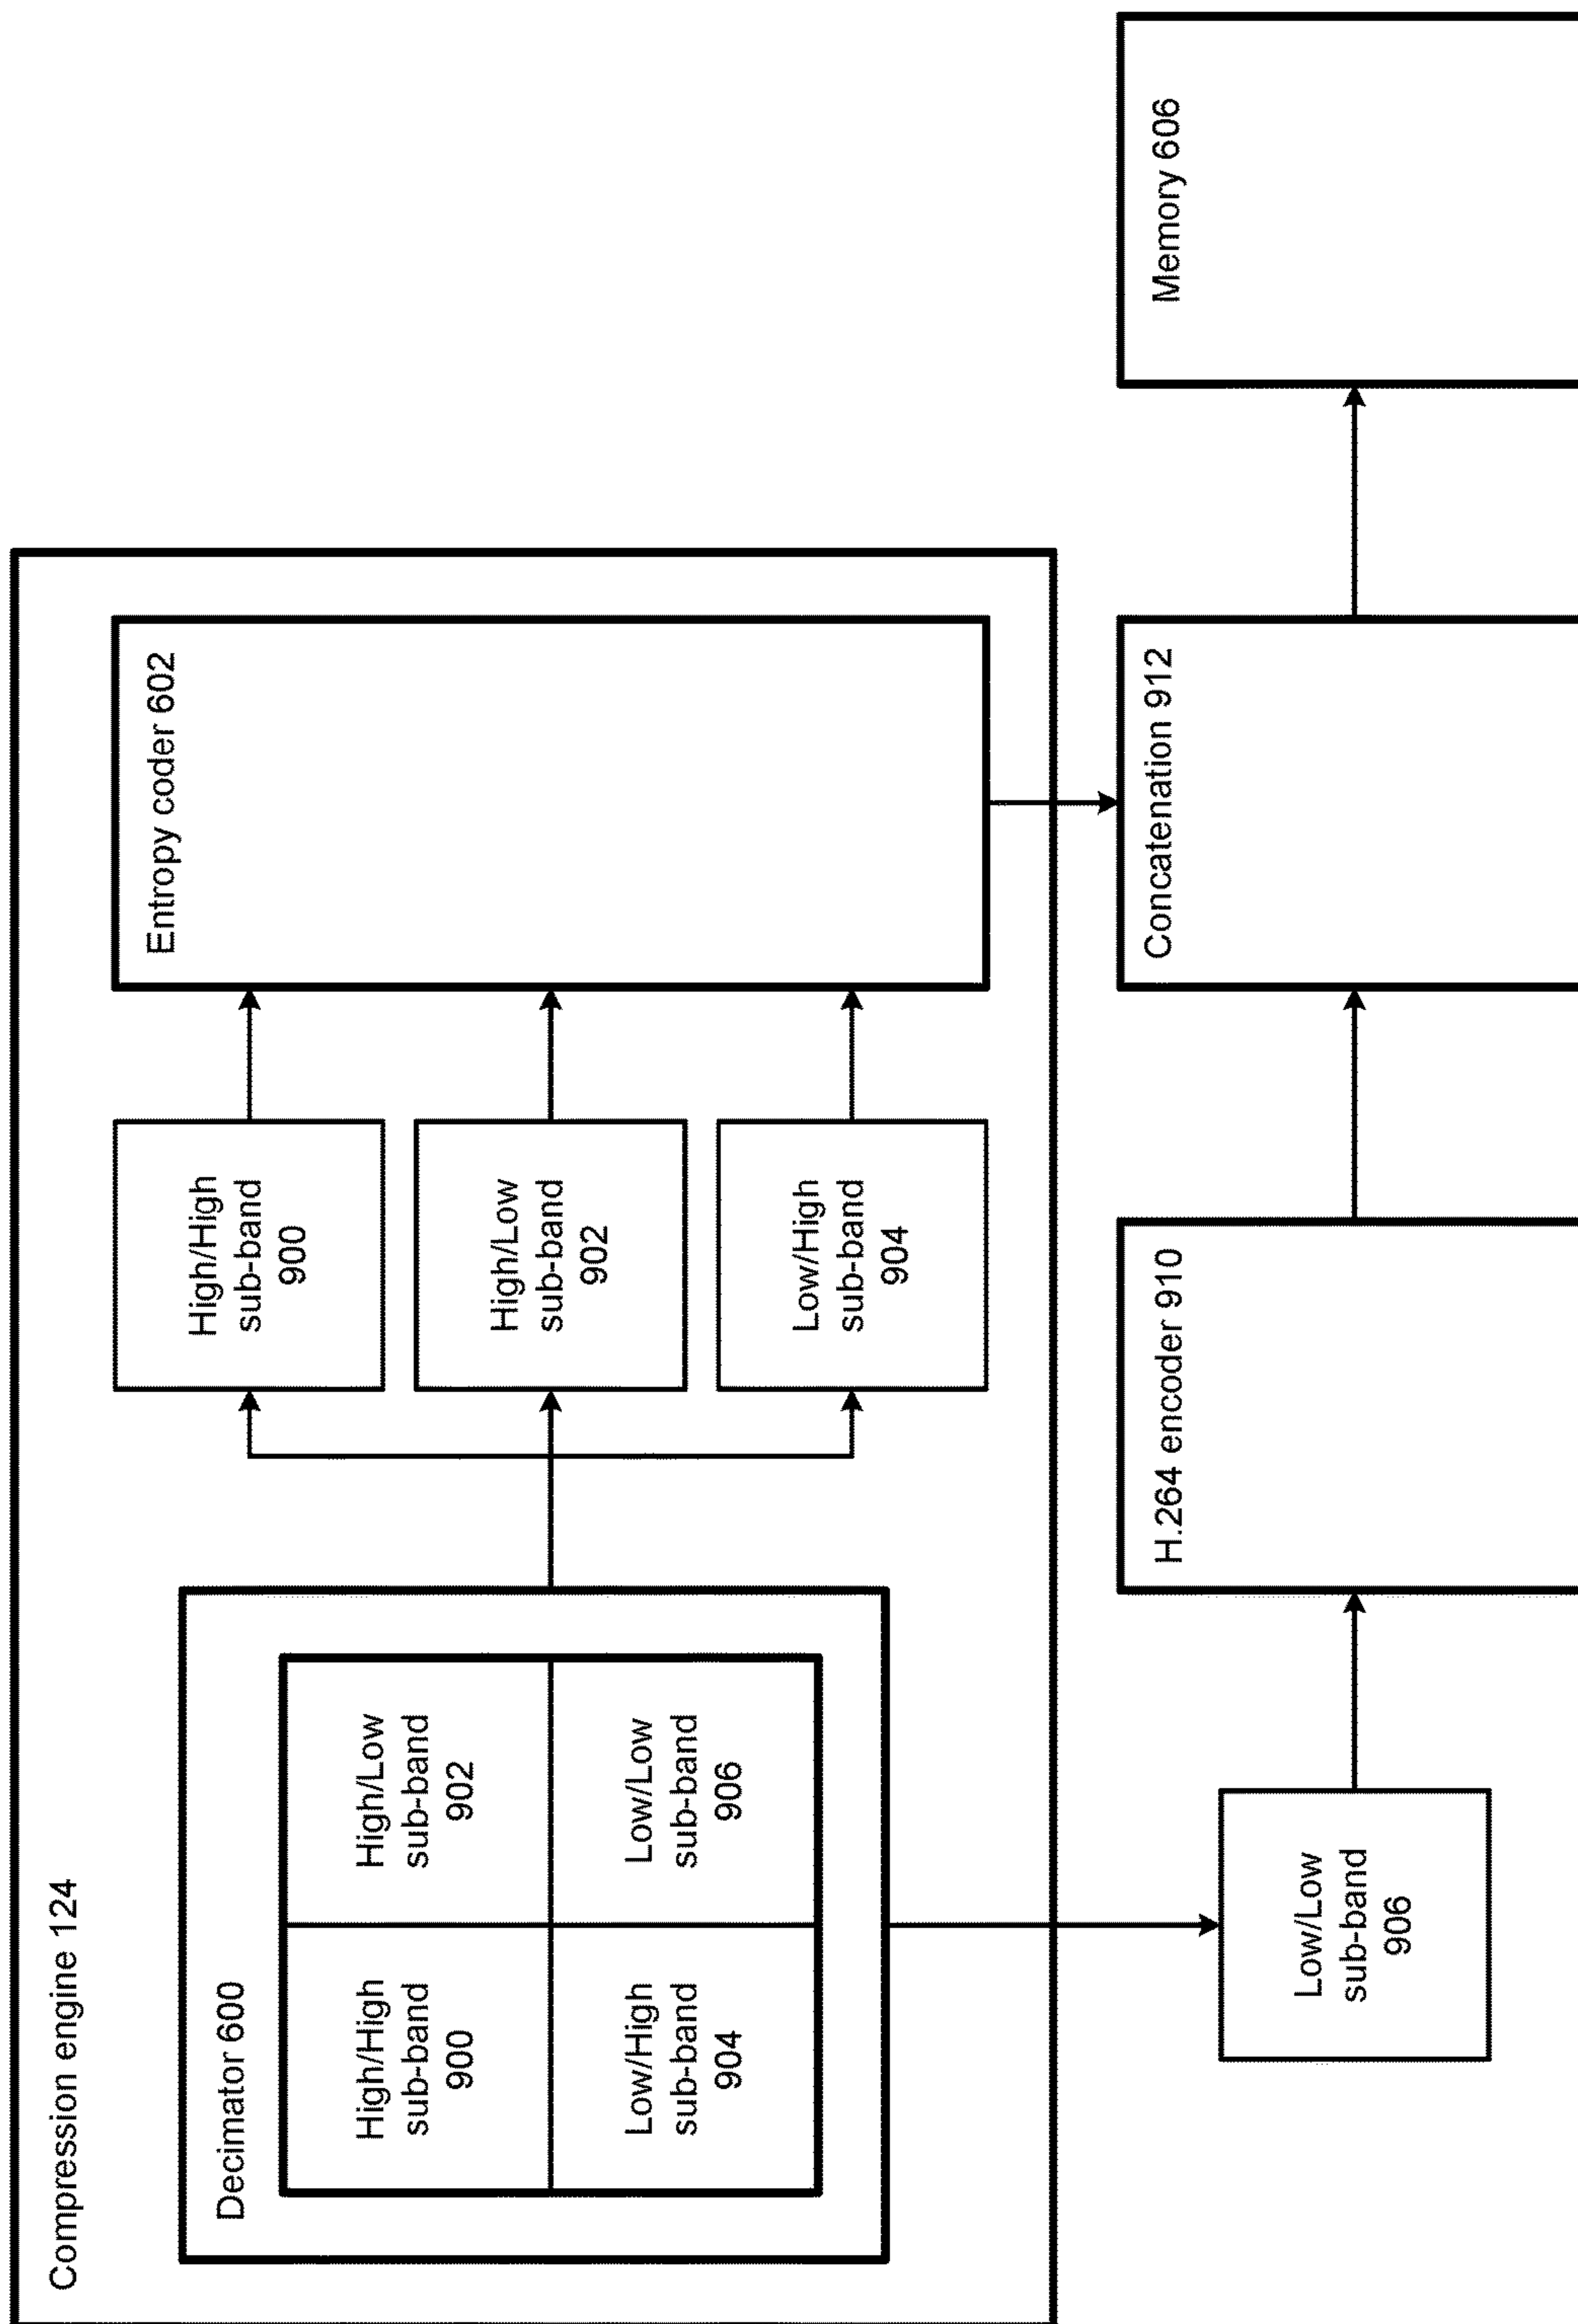 Compression engine 124
Decimator 600
High/High
sub-band
900
High/Low
sub-band
902
Low/High
sub-band
904
Low/Low
sub-band
906
High/High
sub-band
900
High/Low
sub-band
902
Low/High
sub-band
904
Entropy coder 602
Low/Low
sub-band
906
H.264 encoder 910
Concatenation 912
Memory 606